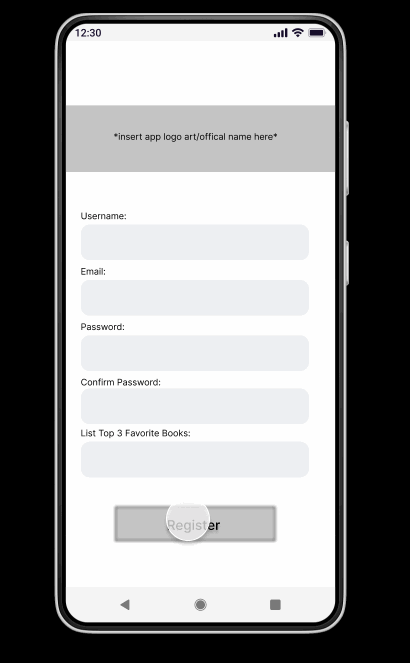 12:30
*insert app logo art/offical name here*
Username:
Email:
Password:
Confirm Password:
List Top 3 Favorite Books:
Register